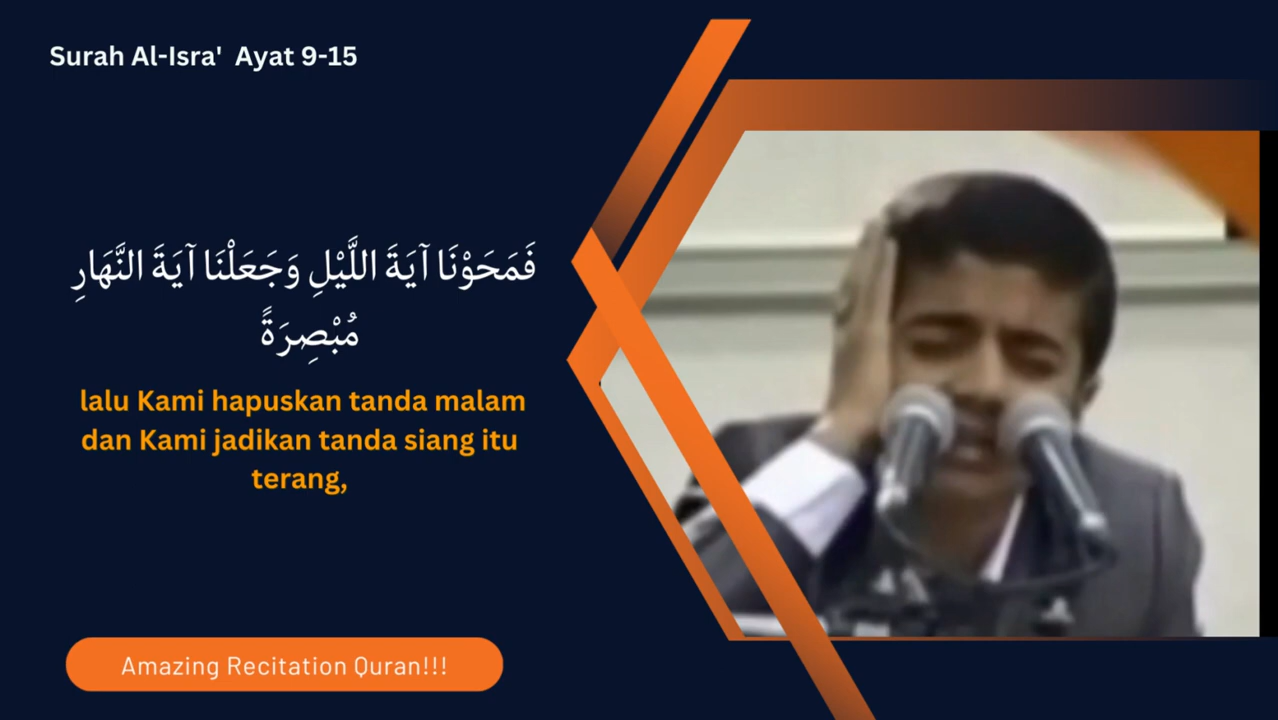 Surah Al-Isra' Ayat 9-15
فَمَحَوْنَا آيَةَ اللَّيْلِ وَجَعَلْنَا آيَةَ النَّهَارِ
مُبْصِرَةً
lalu Kami hapuskan tanda malam
dan Kami jadikan tanda siang itu
terang,
Amazing Recitation Quran!!!